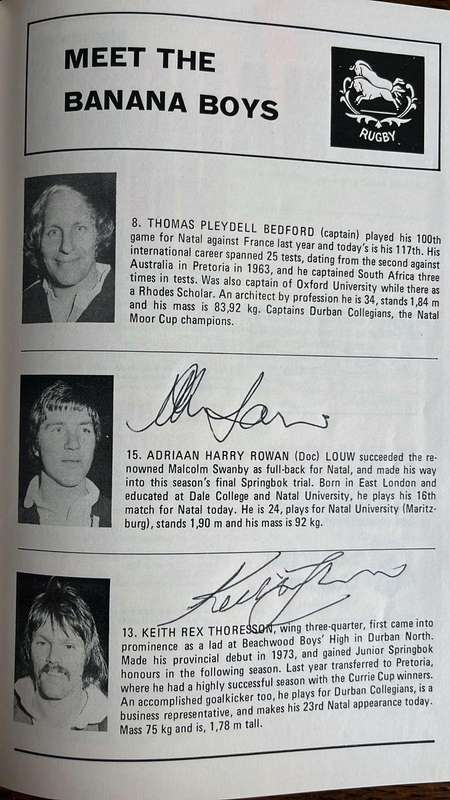 MEET THE
BANANA BOYS
RUGBY
8. THOMAS PLEYDELL BEDFORD (captain) played his 100th
game for Natal against France last year and today's is his 117th. His
international career spanned 25 tests, dating from the second against
Australia in Pretoria in 1963, and he captained South Africa three
times in tests. Was also captain of Oxford University while there as
a Rhodes Scholar. An architect by profession he is 34, stands 1,84 m
and his mass is 83,92 kg. Captains Durban Collegians, the Natal
Moor Cup champions.
15. ADRIAAN HARRY ROWAN (Doc) LOUW succeeded the re-
nowned Malcolm Swanby as full-back for Natal, and made his way
into this season's final Springbok trial. Born in East London and
educated at Dale College and Natal University, he plays his 16th
match for Natal today. He is 24, plays for Natal University (Maritz-
burg), stands 1,90 m and his mass is 92 kg.
13. KEITH REX THORESSON, wing three-quarter, first came into
prominence as a lad at Beachwood Boys' High in Durban North.
Made his provincial debut in 1973, and gained Junior Springbok
honours in the following season. Last year transferred to Pretoria,
where he had a highly successful season with the Currie Cup winners.
An accomplished goalkicker too, he plays for Durban Collegians, is a
business representative, and makes his 23rd Natal appearance today.
Mass 75 kg and is, 1,78 m tall.